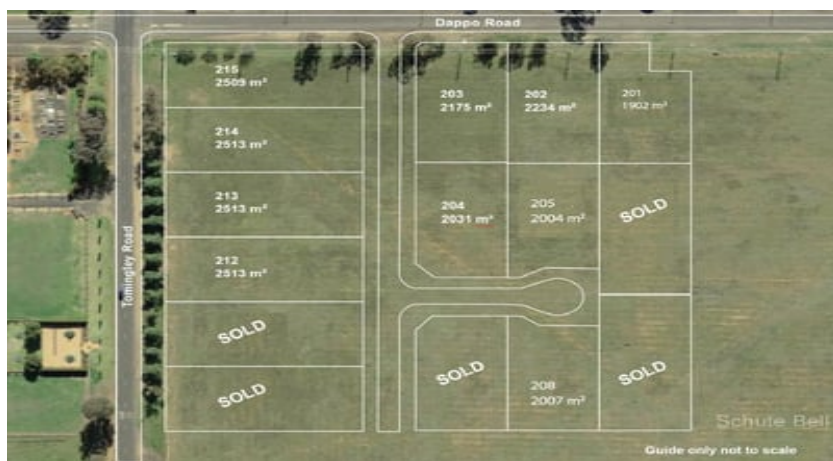 Dappo Road
215
2509 m²
203
2175 m²
202
2234 m²
201
1902 m²
214
2513 m²
213
2513 m²
204
2031 m²
205
2004 m²
SOLD
Tomingley Road
212
2513 m²
SOLD
SOLD
SOLD
208
2007 m²
SOLD
Schute Bell
Guide only not to scale